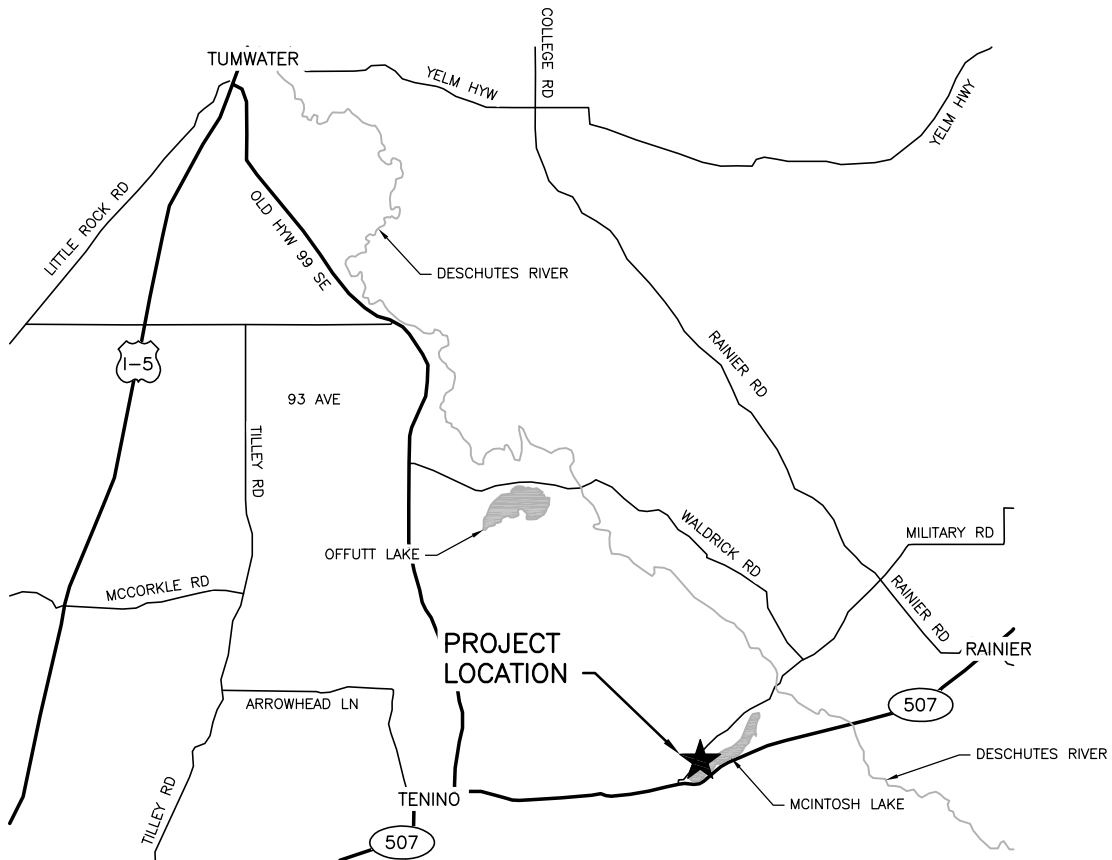 COLLEGE RD
TUMWATER
YELM HYW
YELM HWY
LITTLE ROCK RD
OLD HYW 99 SE
DESCHUTES RIVER
I-5
RAINIER RD
93 AVE
TILLEY RD
WALDRICK RD
MILITARY RD
OFFUTT LAKE
MCCORKLE RD
RAINIER RD
PROJECT
LOCATION
RAINIER
ARROWHEAD LN
507
DESCHUTES RIVER
TENINO
MCINTOSH LAKE
TILLEY RD
507